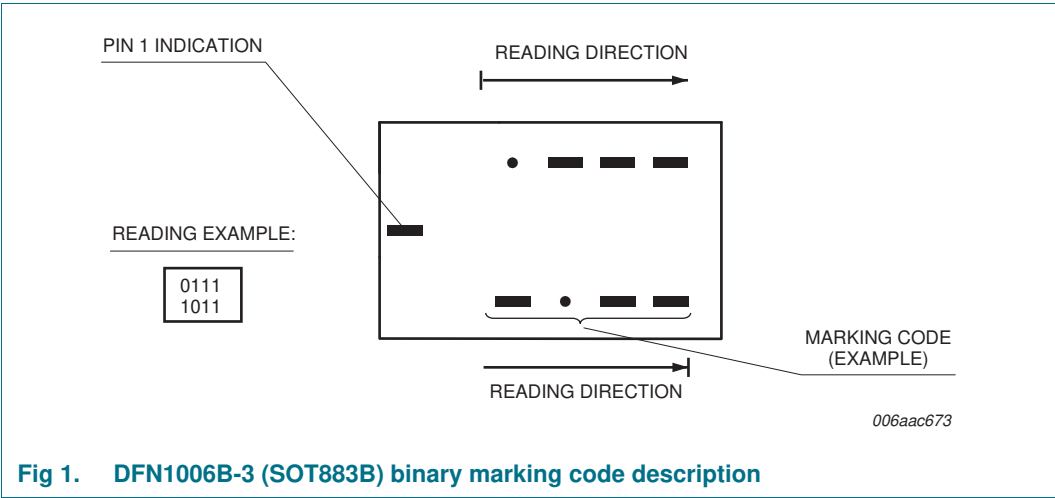 PIN 1 INDICATION
READING DIRECTION
READING EXAMPLE:
0111
1011
MARKING CODE
(EXAMPLE)
READING DIRECTION
006aac673
Fig 1. DFN1006B-3 (SOT883B) binary marking code description